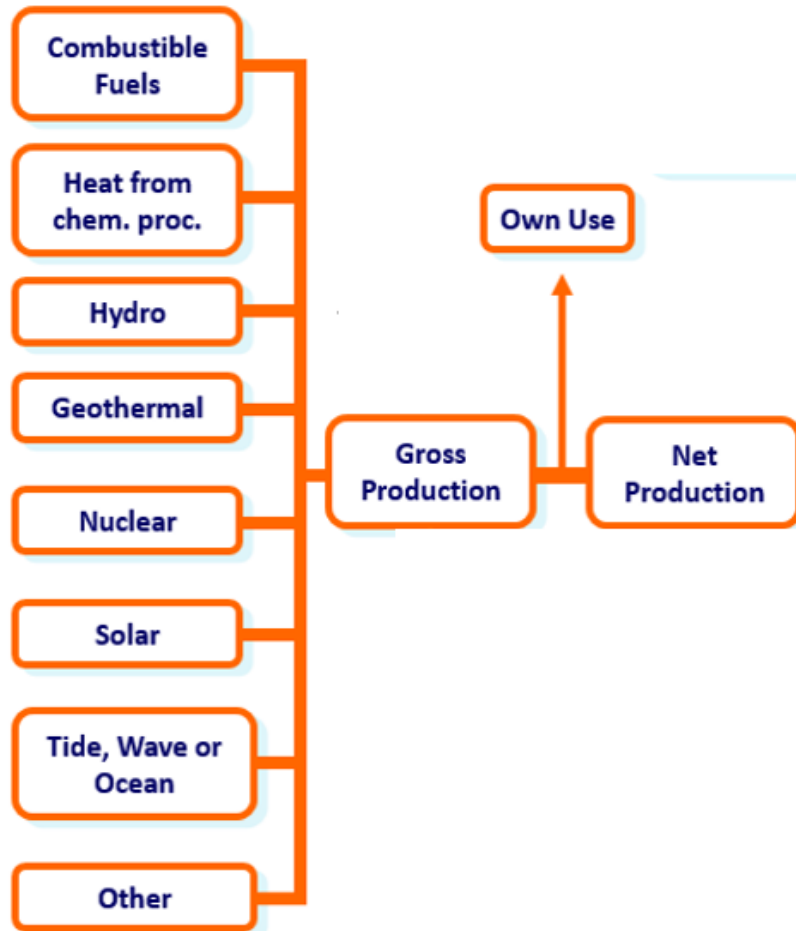 Combustible
Fuels
Heat from
chem. proc.
Hydro
Geothermal
Nuclear
Solar
Tide, Wave or
Ocean
Other
Gross
Production
Own Use
Net
Production